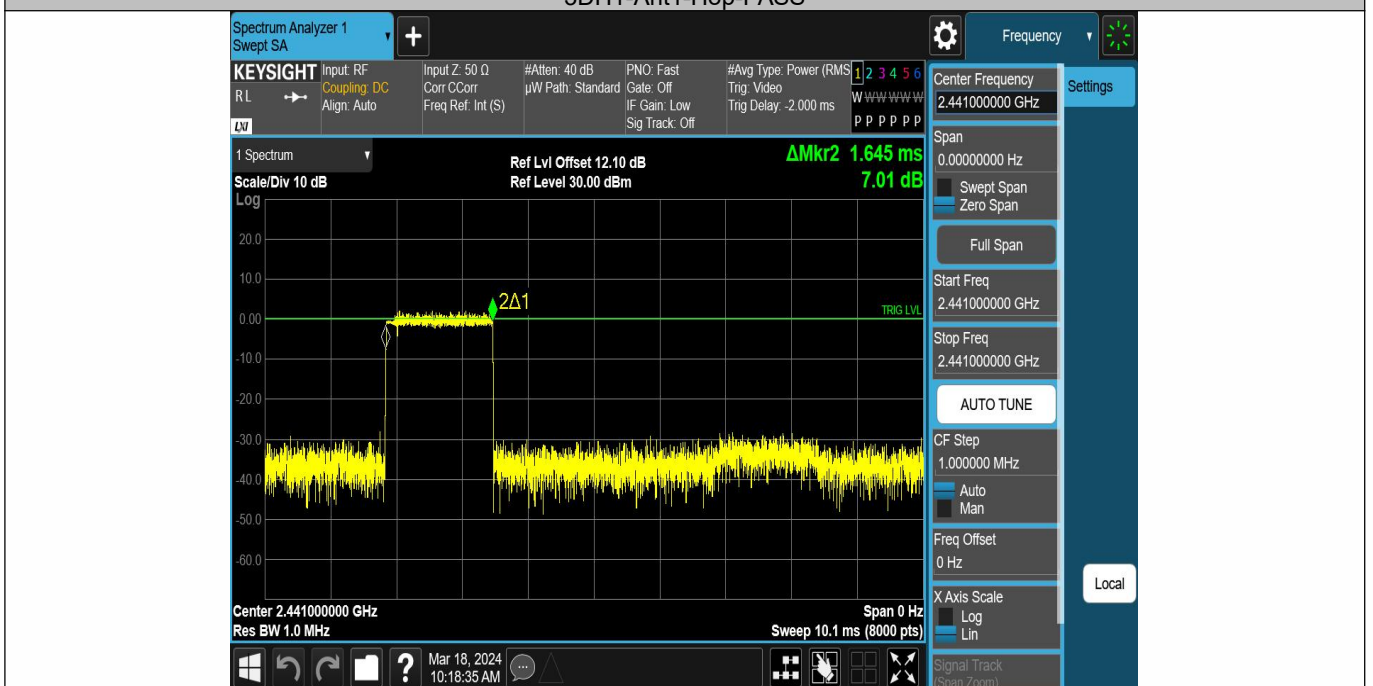 3DH1-Ant1-Hop-PASS
Spectrum Analyzer 1
Swept SA
Frequency
KEYSIGHT
RL
LXI
Input: RF
Coupling: DC
Align: Auto
Input Z: 50 Ω
Corr CCorr
Freq Ref: Int (S)
#Atten: 40 dB
µW Path: Standard
PNO: Fast
Gate: Off
IF Gain: Low
Sig Track: Off
#Avg Type: Power (RMS
Trig: Video
Trig Delay: -2.000 ms
1 2 3 4 5 6
W W W W W W
P P P P P P
1 Spectrum
Scale/Div 10 dB
Log
Ref Lvl Offset 12.10 dB
Ref Level 30.00 dBm
ΔMkr2 1.645 ms
7.01 dB
20.0
10.0
0.00
-10.0
-20.0
-30.0
-40.0
-50.0
-60.0
2Δ1
TRIG LVL
Center 2.441000000 GHz
Res BW 1.0 MHz
Span 0 Hz
Sweep 10.1 ms (8000 pts)
Mar 18, 2024
10:18:35 AM
Center Frequency
2.441000000 GHz
Settings
Span
0.00000000 Hz
Swept Span
Zero Span
Full Span
Start Freq
2.441000000 GHz
Stop Freq
2.441000000 GHz
AUTO TUNE
CF Step
1.000000 MHz
Auto
Man
Freq Offset
0 Hz
X Axis Scale
Log
Lin
Local
Signal Track
(Span Zoom)